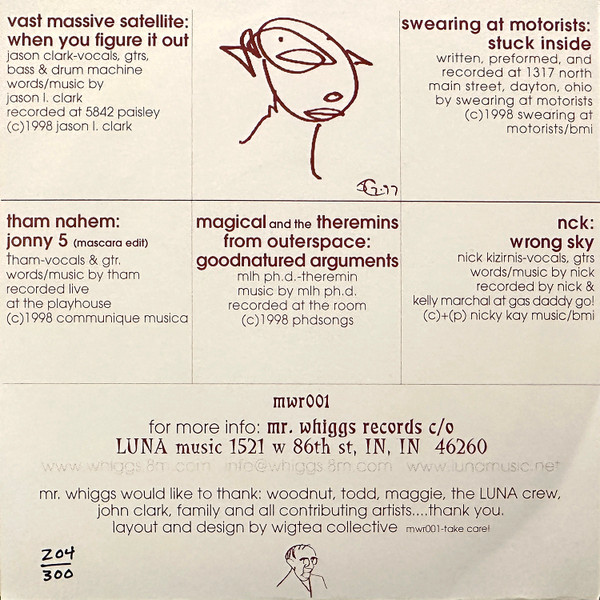 vast massive satellite:
when you figure it out
jason clark-vocals, gtrs,
bass & drum machine
words/music by
jason l. clark
recorded at 5842 paisley
(c)1998 jason l. clark
swearing at motorists:
stuck inside
written, preformed, and
recorded at 1317 north
main street, dayton, ohio
by swearing at motorists
(c)1998 swearing at
motorists/bmi
tham nahem:
jonny 5 (mascara edit)
tham-vocals & gtr.
words/music by tham
recorded live
at the playhouse
(c)1998 communique musica
magical and the theremins
from outerspace:
goodnatured arguments
mlh ph.d.-theremin
music by mlh ph.d.
recorded at the room
(c)1998 phdsongs
nck:
wrong sky
nick kizirnis-vocals, gtrs
words/music by nick
recorded by nick &
kelly marchal at gas daddy go!
(c)+(p) nicky kay music/bmi
mwr001
for more info: mr. whiggs records c/o
LUNA music 1521 w 86th st, IN, IN 46260
www.whiggs.8m.com info@whiggs.8m.com www.lunamusic.net
mr. whiggs would like to thank: woodnut, todd, maggie, the LUNA crew,
john clark, family and all contributing artists....thank you.
layout and design by wigtea collective mwr001-take care!
204
300